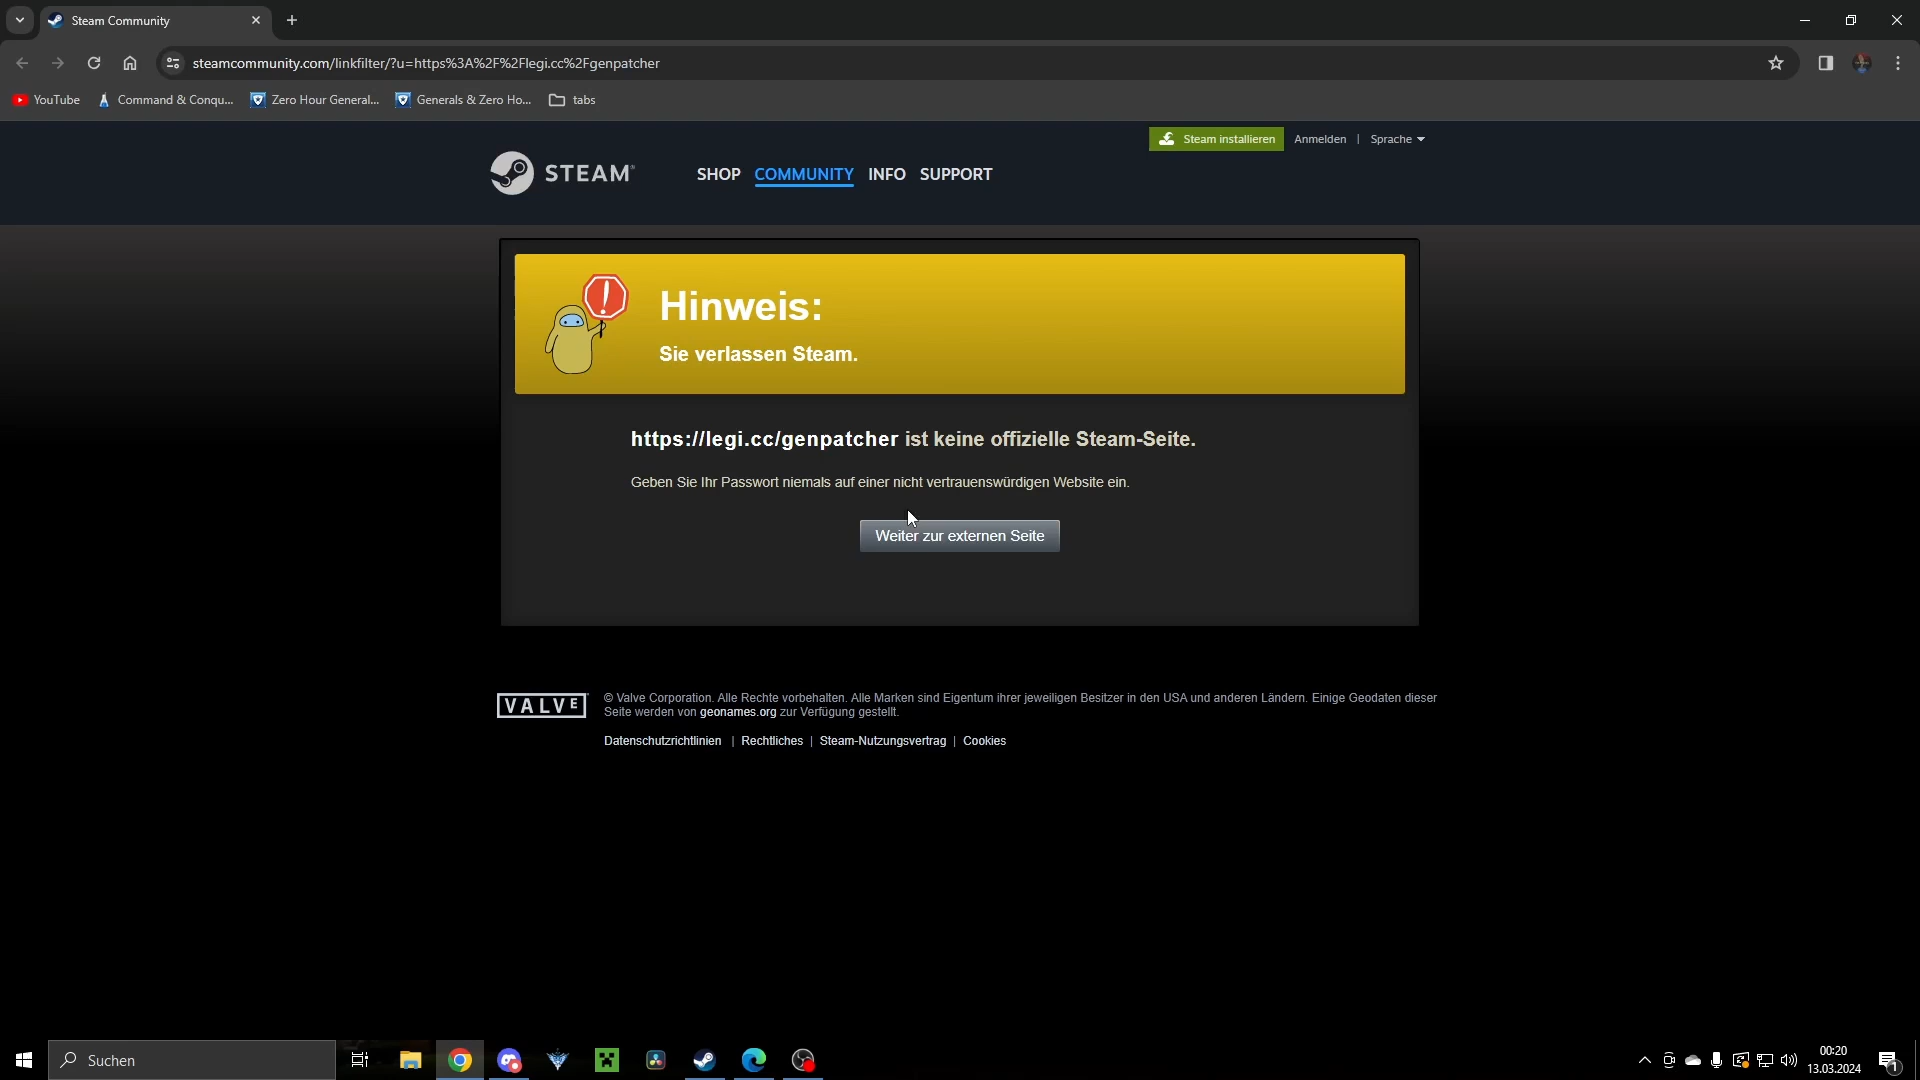 Steam Community
steamcommunity.com/linkfilter/?u=https%3A%2F%2Flegi.cc%2Fgenpatcher
YouTube
Command & Conqu...
Zero Hour General...
Generals & Zero Ho...
tabs
Steam installieren
Anmelden | Sprache
STEAM®
SHOP COMMUNITY INFO SUPPORT
Hinweis:
Sie verlassen Steam.
https://legi.cc/genpatcher ist keine offizielle Steam-Seite.
Geben Sie Ihr Passwort niemals auf einer nicht vertrauenswürdigen Website ein.
Weiter zur externen Seite
VALVE
© Valve Corporation. Alle Rechte vorbehalten. Alle Marken sind Eigentum ihrer jeweiligen Besitzer in den USA und anderen Ländern. Einige Geodaten dieser
Seite werden von geonames.org zur Verfügung gestellt.
Datenschutzrichtlinien | Rechtliches | Steam-Nutzungsvertrag | Cookies
Suchen
00:20
13.03.2024
1